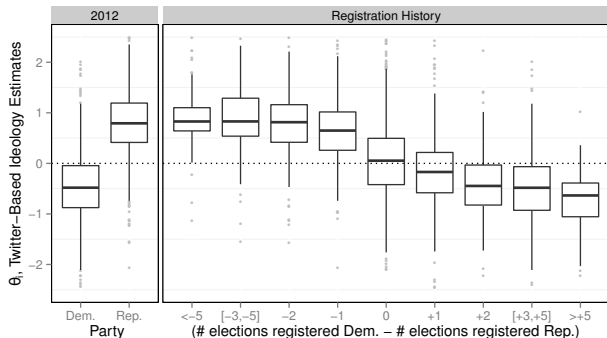 2012
Registration History
θi, Twitter−Based Ideology Estimates
2
1
0
−1
−2
Dem. Rep.
<−5 [−3,−5] −2 −1 0 +1 +2 [+3,+5] >+5
Party
(# elections registered Dem. − # elections registered Rep.)